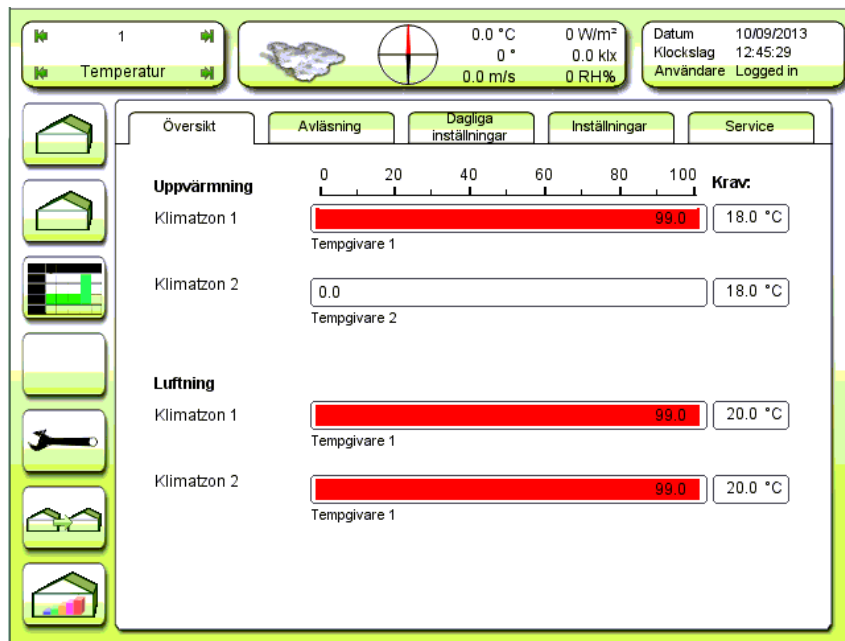 1
Temperatur
0.0 °C
0 W/m²
0 °
0.0 klx
0.0 m/s
0 RH%
Datum 10/09/2013
Klockslag 12:45:29
Användare Logged in
Översikt
Avläsning
Dagliga
inställningar
Inställningar
Service
Uppvärmning
0 20 40 60 80 100
Krav:
Klimatzon 1
99.0
18.0 °C
Tempgivare 1
Klimatzon 2
0.0
18.0 °C
Tempgivare 2
Luftning
Klimatzon 1
99.0
20.0 °C
Tempgivare 1
Klimatzon 2
99.0
20.0 °C
Tempgivare 1